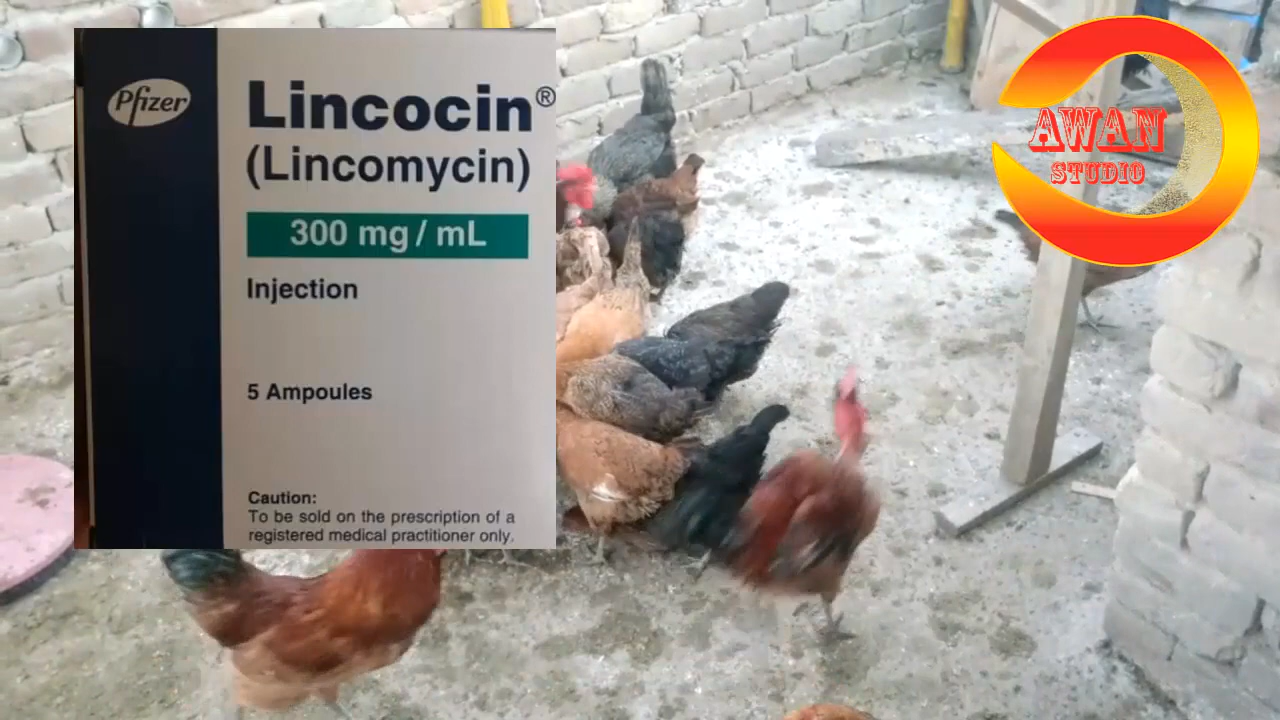 Pfizer
Lincocin®
(Lincomycin)
300 mg / mL
Injection
5 Ampoules
Caution:
To be sold on the prescription of a
registered medical practitioner only.
AWAN
STUDIO